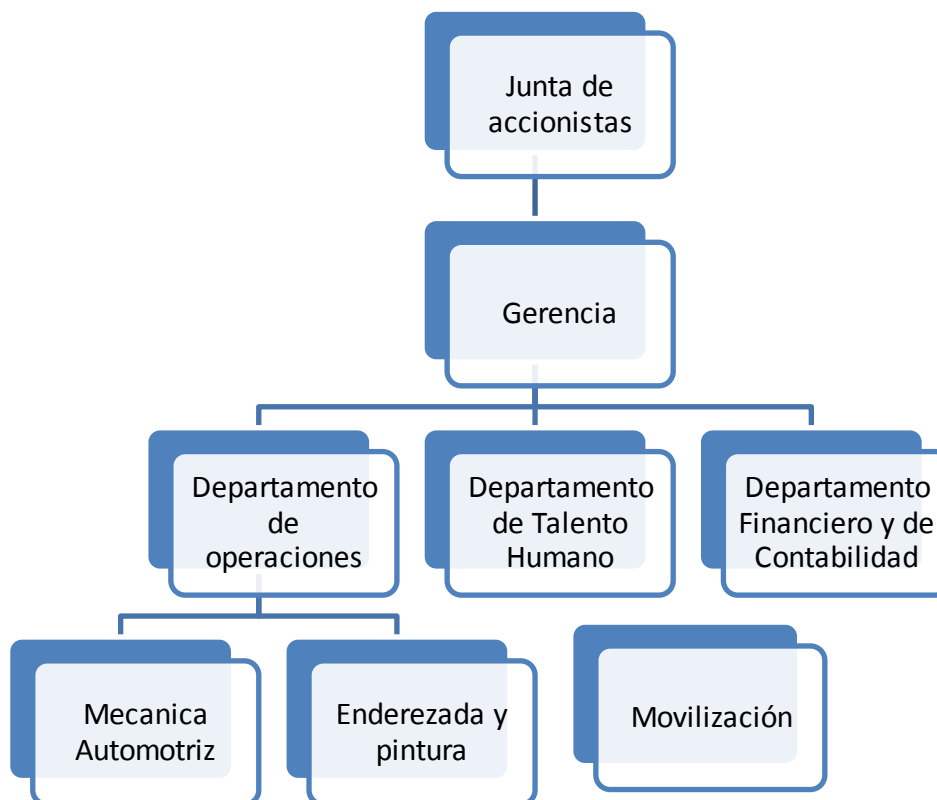 Junta de
accionistas
Gerencia
Departamento
de
operaciones
Departamento
de Talento
Humano
Departamento
Financiero y de
Contabilidad
Mecanica
Automotriz
Enderezada y
pintura
Movilización